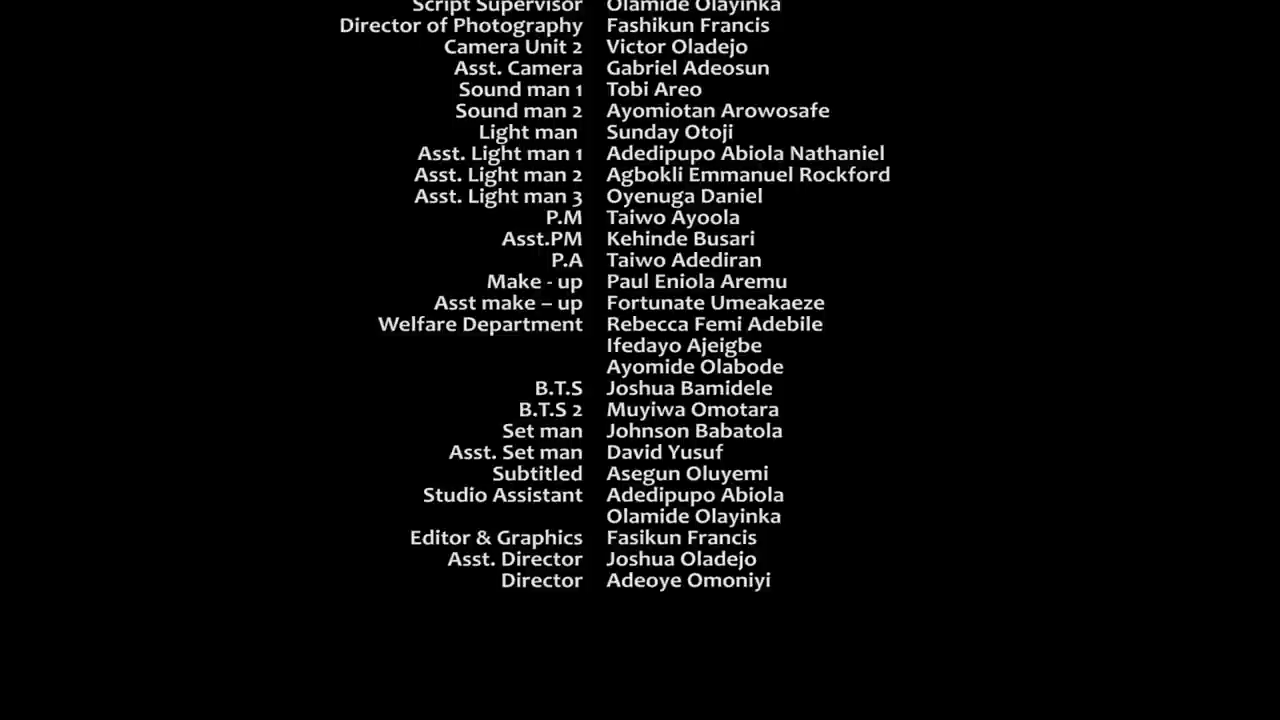 Script Supervisor Olamide Olayinka
Director of Photography Fashikun Francis
Camera Unit 2 Victor Oladejo
Asst. Camera Gabriel Adeosun
Sound man 1 Tobi Areo
Sound man 2 Ayomiotan Arowosafe
Light man Sunday Otoji
Asst. Light man 1 Adedipupo Abiola Nathaniel
Asst. Light man 2 Agbokli Emmanuel Rockford
Asst. Light man 3 Oyenuga Daniel
P.M Taiwo Ayoola
Asst.PM Kehinde Busari
P.A Taiwo Adediran
Make - up Paul Eniola Aremu
Asst make – up Fortunate Umeakaeze
Welfare Department Rebecca Femi Adebile
Ifedayo Ajeigbe
Ayomide Olabode
B.T.S Joshua Bamidele
B.T.S 2 Muyiwa Omotara
Set man Johnson Babatola
Asst. Set man David Yusuf
Subtitled Asegun Oluyemi
Studio Assistant Adedipupo Abiola
Olamide Olayinka
Editor & Graphics Fasikun Francis
Asst. Director Joshua Oladejo
Director Adeoye Omoniyi